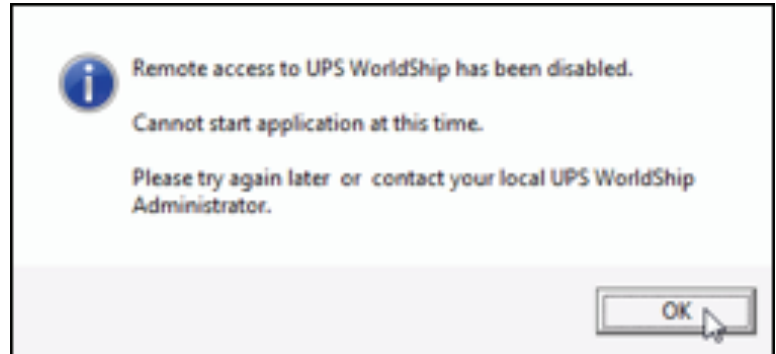 Remote access to UPS WorldShip has been disabled.
Cannot start application at this time.
Please try again later or contact your local UPS WorldShip
Administrator.
OK